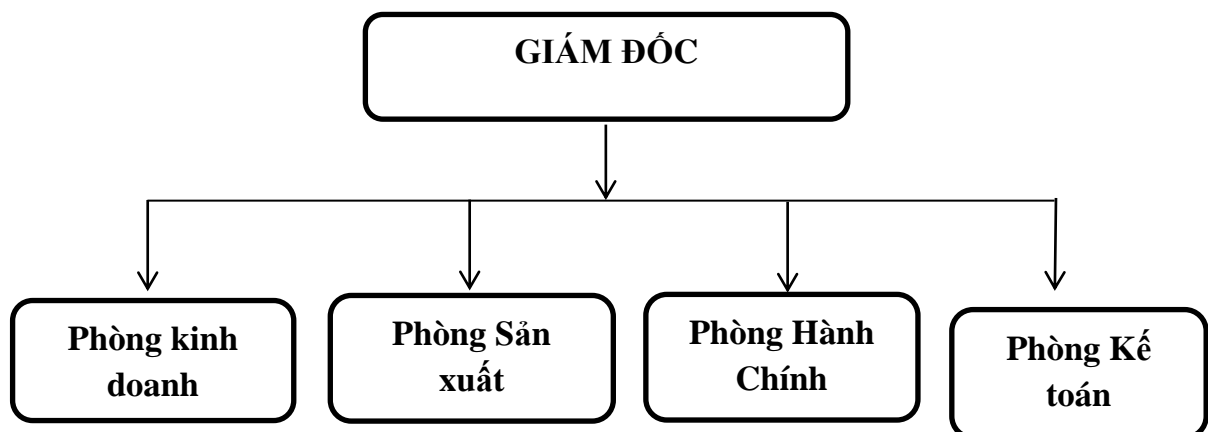 GIÁM ĐỐC
Phòng kinh
doanh
Phòng Sản
xuất
Phòng Hành
Chính
Phòng Kế
toán